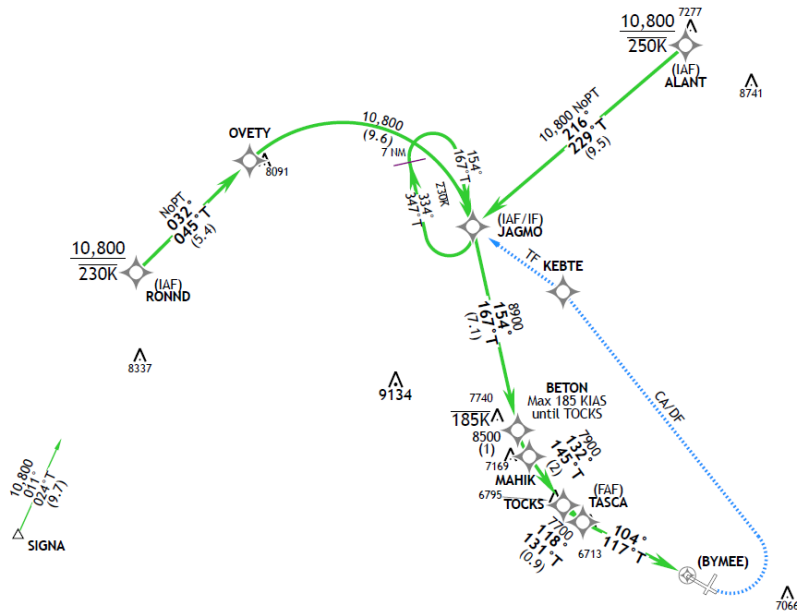 10,800
250K
7277
(IAF)
ALANT
8741
10,800 NoPT
216°
229°T
(9.5)
OVETY
8091
10,800
(9.6)
7 NM
154°
167°T
334°
347°T
230K
(IAF/IF)
JAGMO
NoPT
032°
045°T
(5.4)
10,800
230K
(IAF)
RONND
TF
KEBTE
8900
154°
167°T
(7.1)
8337
9134
BETON
Max 185 KIAS
until TOCKS
7740
185K
8500
(1)
7900
132°
145°T
(2)
7169
MAHIK
6795
TOCKS
(FAF)
TASCA
7700
118°
131°T
(0.9)
6713
104°
117°T
(BYMEE)
CA/DF
7066
10,800
011°
024°T
(9.7)
SIGNA